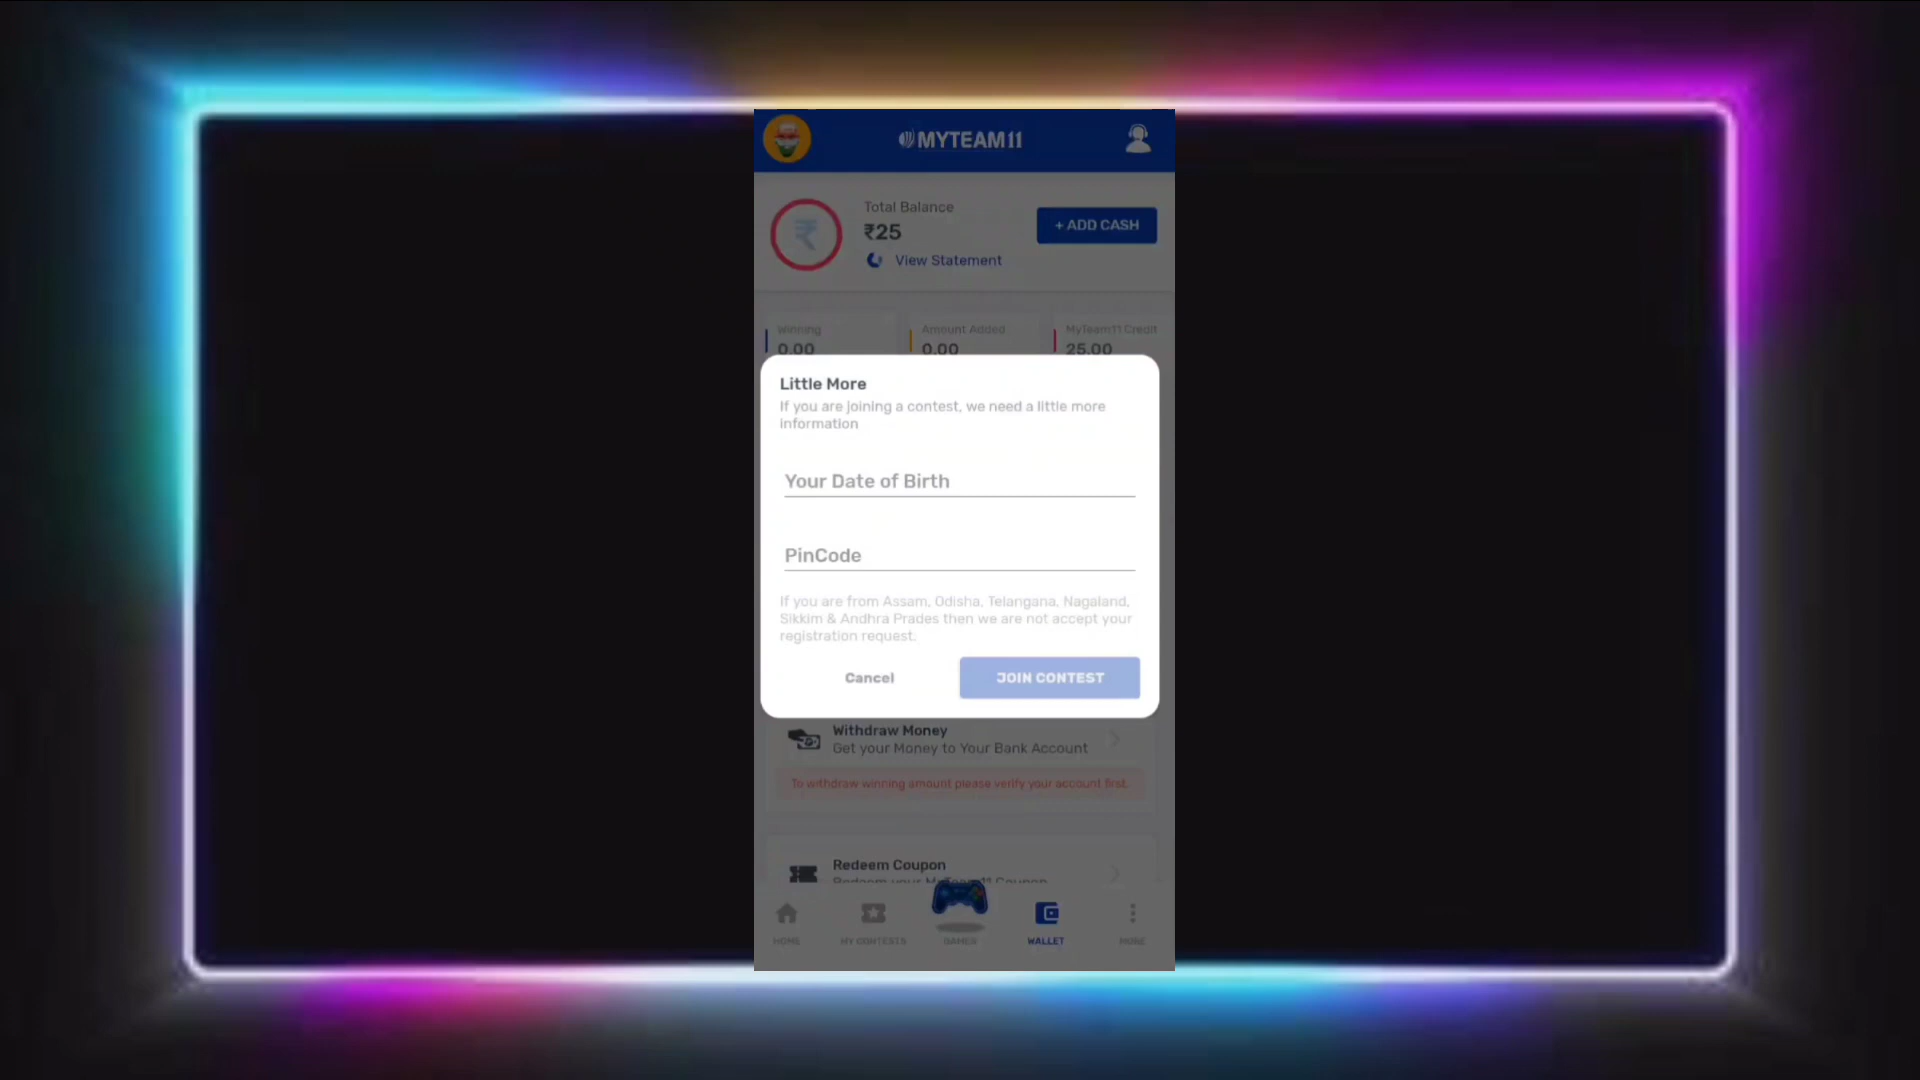 MYTEAM11
Total Balance
₹25
+ ADD CASH
View Statement
Winning
Amount Added
MyTeam11 Credit
0.00
0.00
25.00
Little More
If you are joining a contest, we need a little more
information
Your Date of Birth
PinCode
If you are from Assam, Odisha, Telangana, Nagaland,
Sikkim & Andhra Prades then we are not accept your
registration request.
Cancel
JOIN CONTEST
Withdraw Money
Get your Money to Your Bank Account
To withdraw winning amount please verify your account first.
Redeem Coupon
Redeem your MyTeam11 Coupon
HOME
MY CONTESTS
GAMES
WALLET
MORE